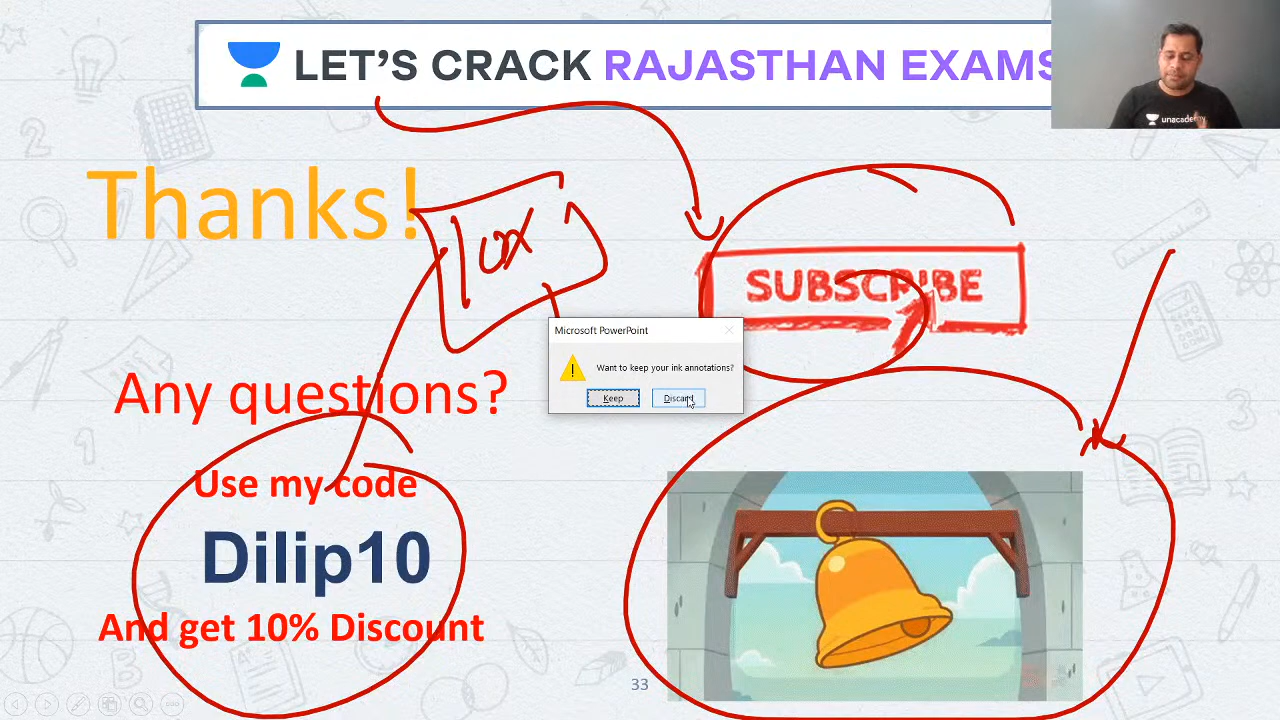 LET'S CRACK RAJASTHAN EXAMS
unacademy
Thanks!
SUBSCRIBE
Microsoft PowerPoint
Want to keep your ink annotations?
Keep
Discard
Any questions?
Use my code
Dilip10
And get 10% Discount
33